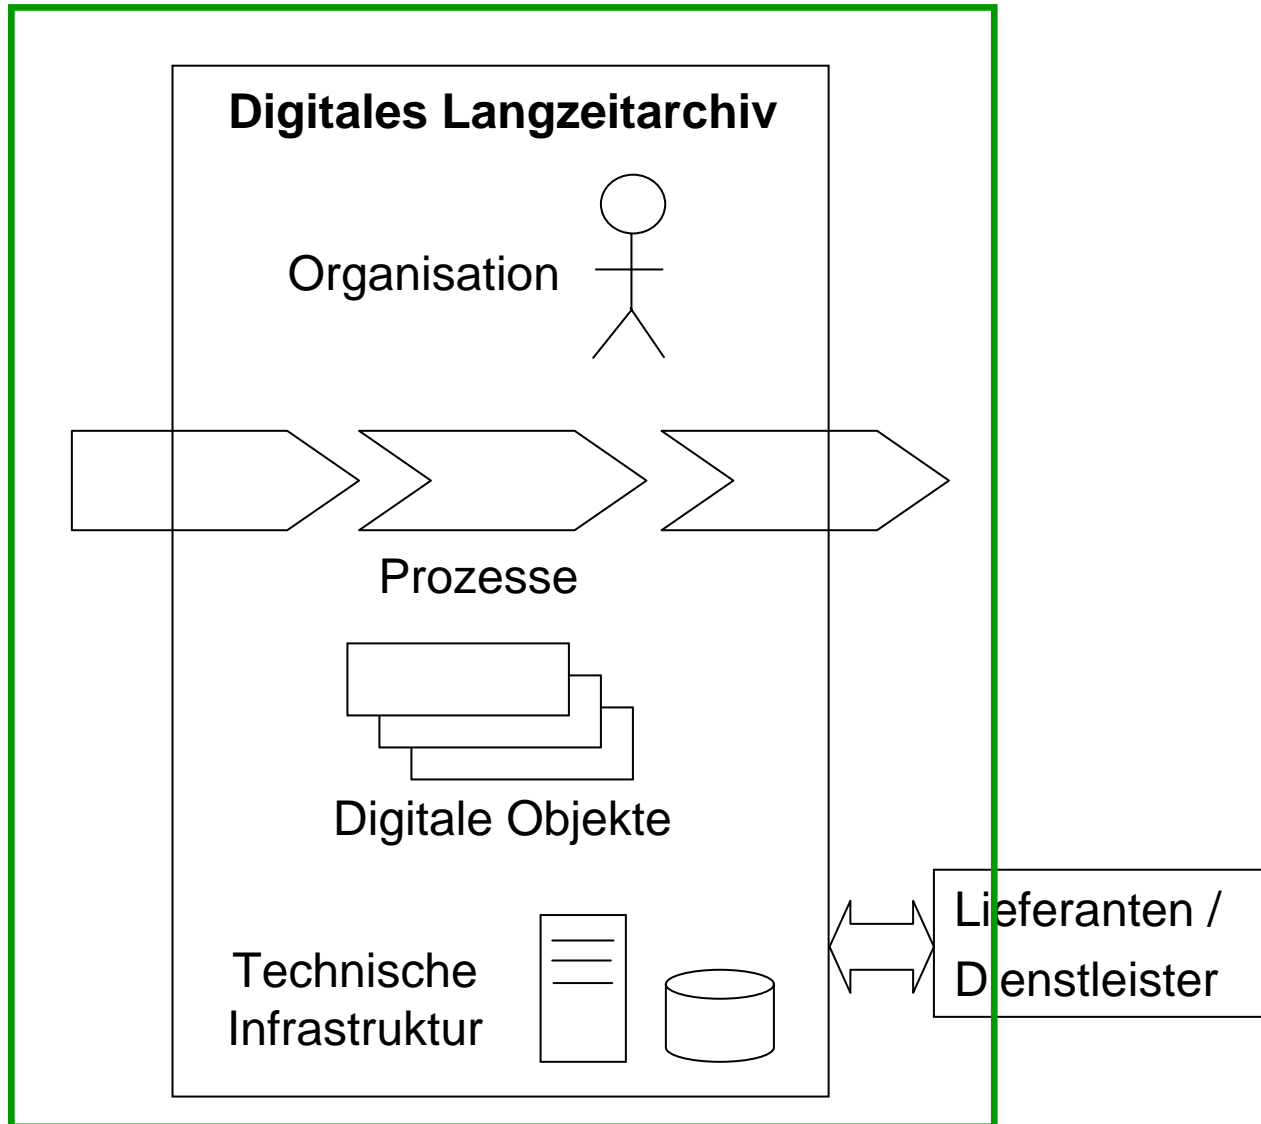 Digitales Langzeitarchiv
Organisation
Prozesse
Digitale Objekte
Technische
Infrastruktur
Lieferanten /
Dienstleister